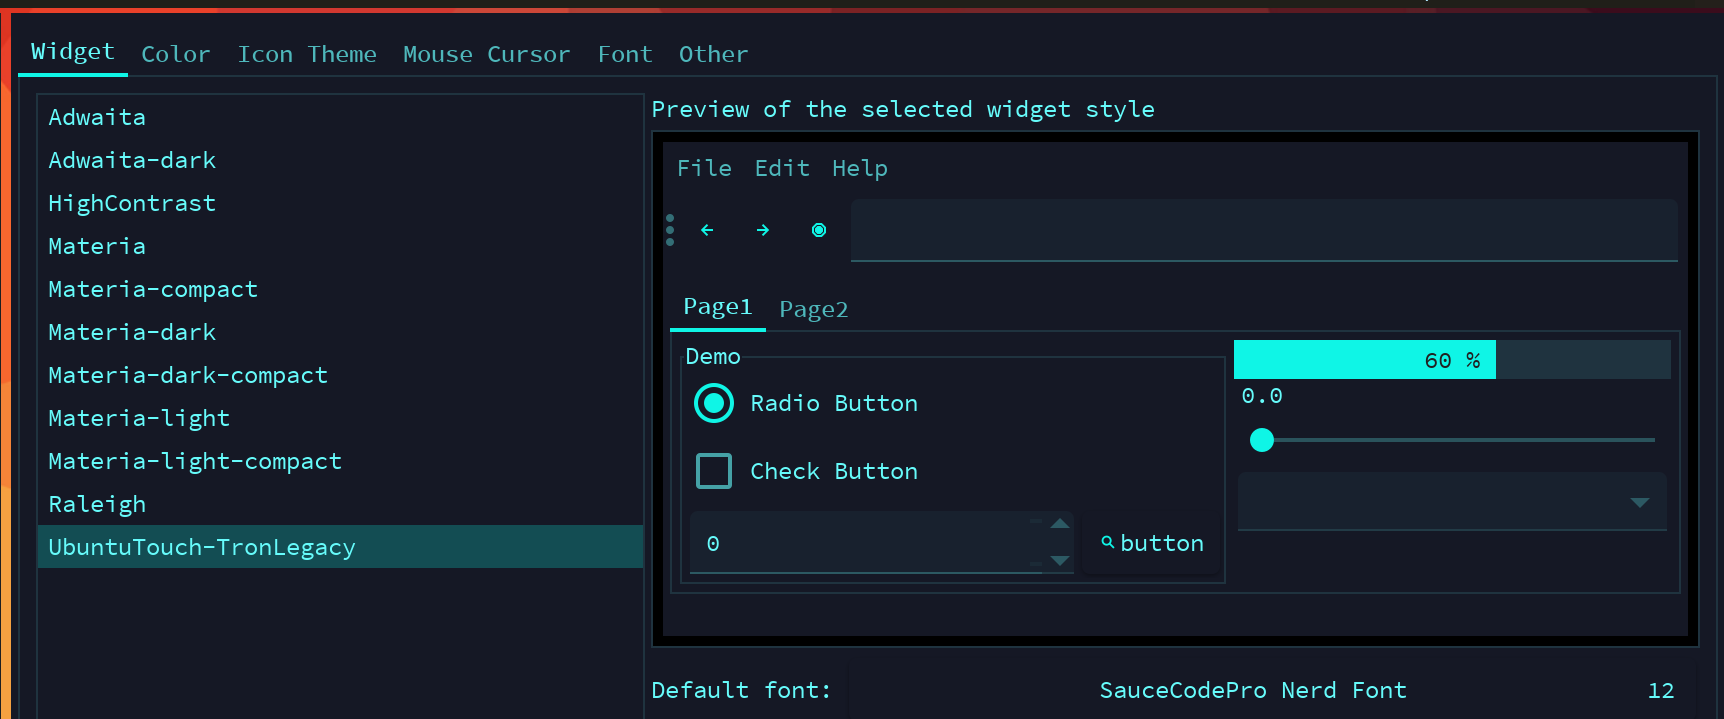 Widget Color Icon Theme Mouse Cursor Font Other
Adwaita
Adwaita-dark
HighContrast
Materia
Materia-compact
Materia-dark
Materia-dark-compact
Materia-light
Materia-light-compact
Raleigh
UbuntuTouch-TronLegacy
Preview of the selected widget style
File Edit Help
Page1 Page2
Demo
Radio Button
Check Button
0
button
60 %
0.0
Default font: SauceCodePro Nerd Font 12